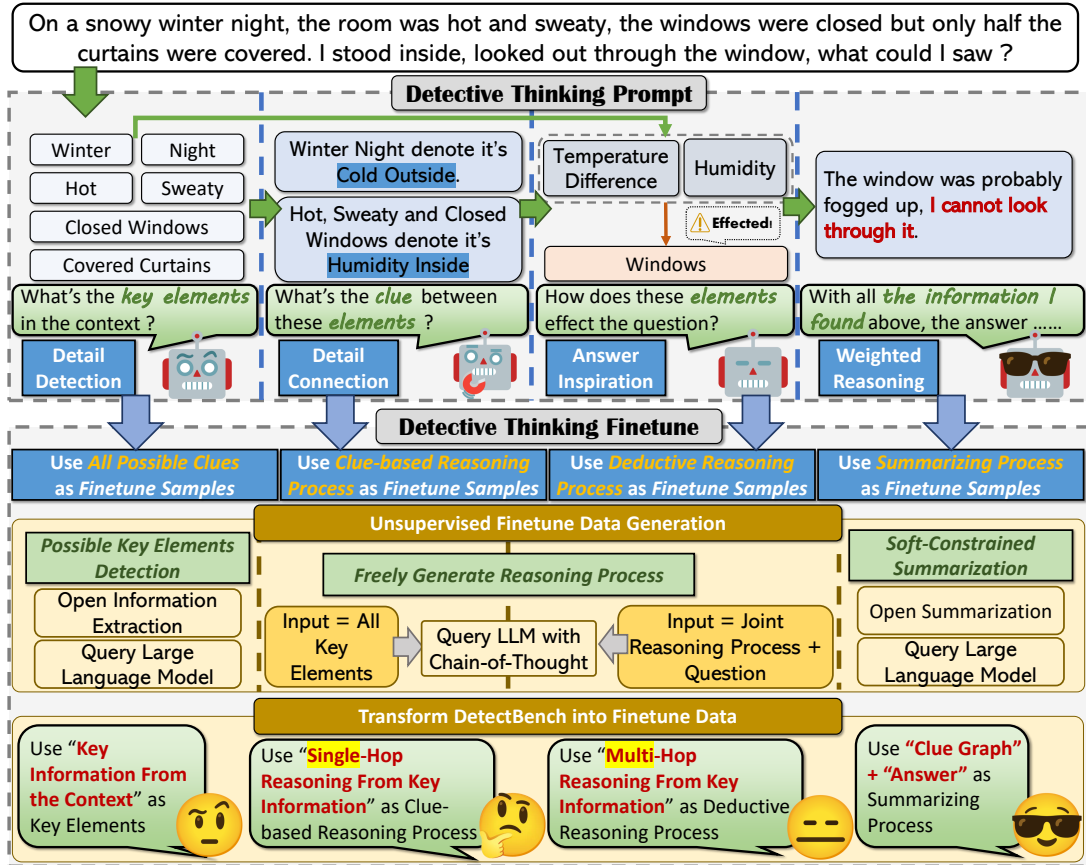 On a snowy winter night, the room was hot and sweaty, the windows were closed but only half the
curtains were covered. I stood inside, looked out through the window, what could I saw ?
Detective Thinking Prompt
Winter
Night
Hot
Sweaty
Closed Windows
Covered Curtains
What's the key elements
in the context ?
Detail
Detection
Winter Night denote it's
Cold Outside.
Hot, Sweaty and Closed
Windows denote it's
Humidity Inside
What's the clue between
these elements ?
Detail
Connection
Temperature
Difference
Humidity
Effected!
Windows
How does these elements
effect the question?
Answer
Inspiration
The window was probably
fogged up, I cannot look
through it.
With all the information I
found above, the answer ......
Weighted
Reasoning
Detective Thinking Finetune
Use All Possible Clues
as Finetune Samples
Use Clue-based Reasoning
Process as Finetune Samples
Use Deductive Reasoning
Process as Finetune Samples
Use Summarizing Process
as Finetune Samples
Unsupervised Finetune Data Generation
Possible Key Elements
Detection
Open Information
Extraction
Query Large
Language Model
Freely Generate Reasoning Process
Input = All
Key
Elements
Query LLM with
Chain-of-Thought
Input = Joint
Reasoning Process +
Question
Soft-Constrained
Summarization
Open Summarization
Query Large
Language Model
Transform DetectBench into Finetune Data
Use “Key
Information From
the Context” as
Key Elements
Use “Single-Hop
Reasoning From Key
Information” as Clue-
based Reasoning Process
Use “Multi-Hop
Reasoning From Key
Information” as Deductive
Reasoning Process
Use “Clue Graph”
+ “Answer” as
Summarizing
Process